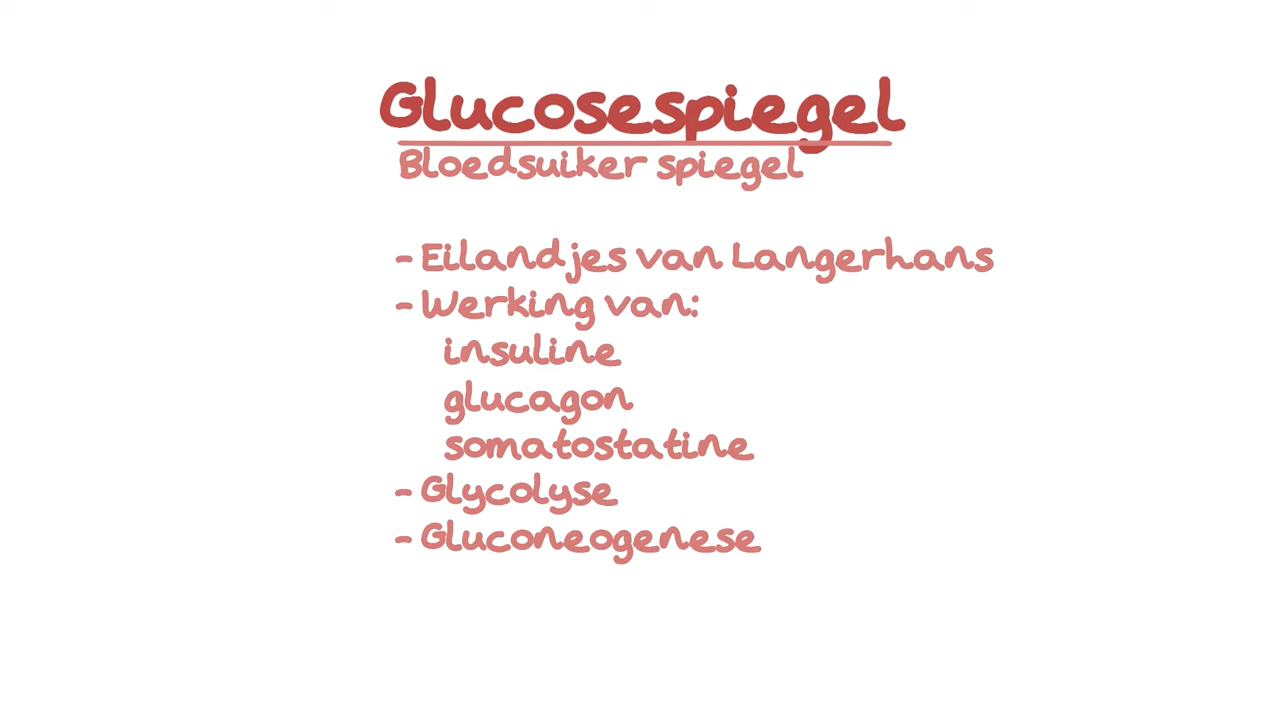 Glucosespiegel
Bloedsuiker spiegel
- Eilandjes van Langerhans
- Werking van:
insuline
glucagon
somatostatine
- Glycolyse
- Gluconeogenese